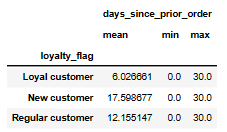 days_since_prior_order
mean min max
loyalty_flag
Loyal customer 6.026661 0.0 30.0
New customer 17.598677 0.0 30.0
Regular customer 12.155147 0.0 30.0